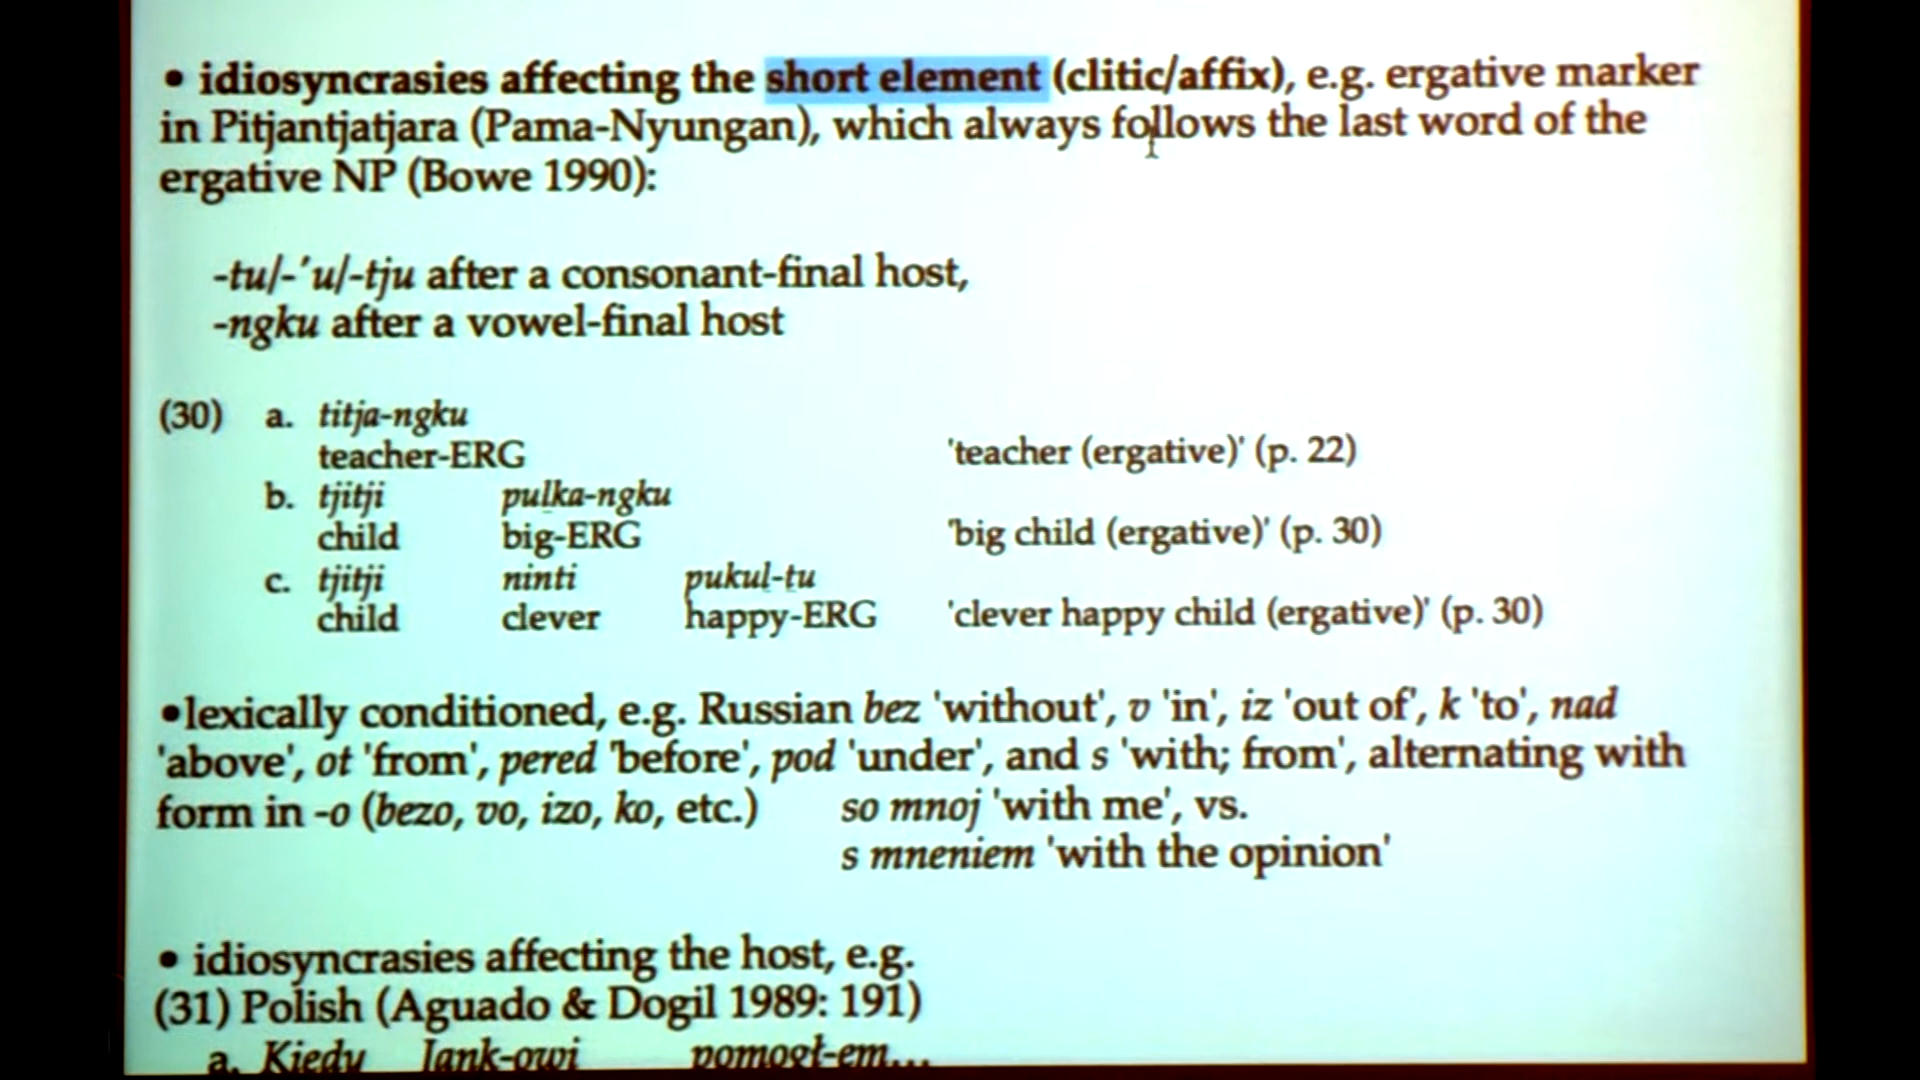 • idiosyncrasies affecting the short element (clitic/affix), e.g. ergative marker
in Pitjantjatjara (Pama-Nyungan), which always follows the last word of the
ergative NP (Bowe 1990):
-tu/-ʹu/-tju after a consonant-final host,
-ngku after a vowel-final host
(30) a. titja-ngku
teacher-ERG 'teacher (ergative)' (p. 22)
b. tjitji pulka-ngku
child big-ERG 'big child (ergative)' (p. 30)
c. tjitji ninti pukul-tu
child clever happy-ERG 'clever happy child (ergative)' (p. 30)
•lexically conditioned, e.g. Russian bez 'without', v 'in', iz 'out of', k 'to', nad
'above', ot 'from', pered 'before', pod 'under', and s 'with; from', alternating with
form in -o (bezo, vo, izo, ko, etc.) so mnoj 'with me', vs.
s mneniem 'with the opinion'
• idiosyncrasies affecting the host, e.g.
(31) Polish (Aguado & Dogil 1989: 191)
a. Kiedy Jank-owi pomogł-em...